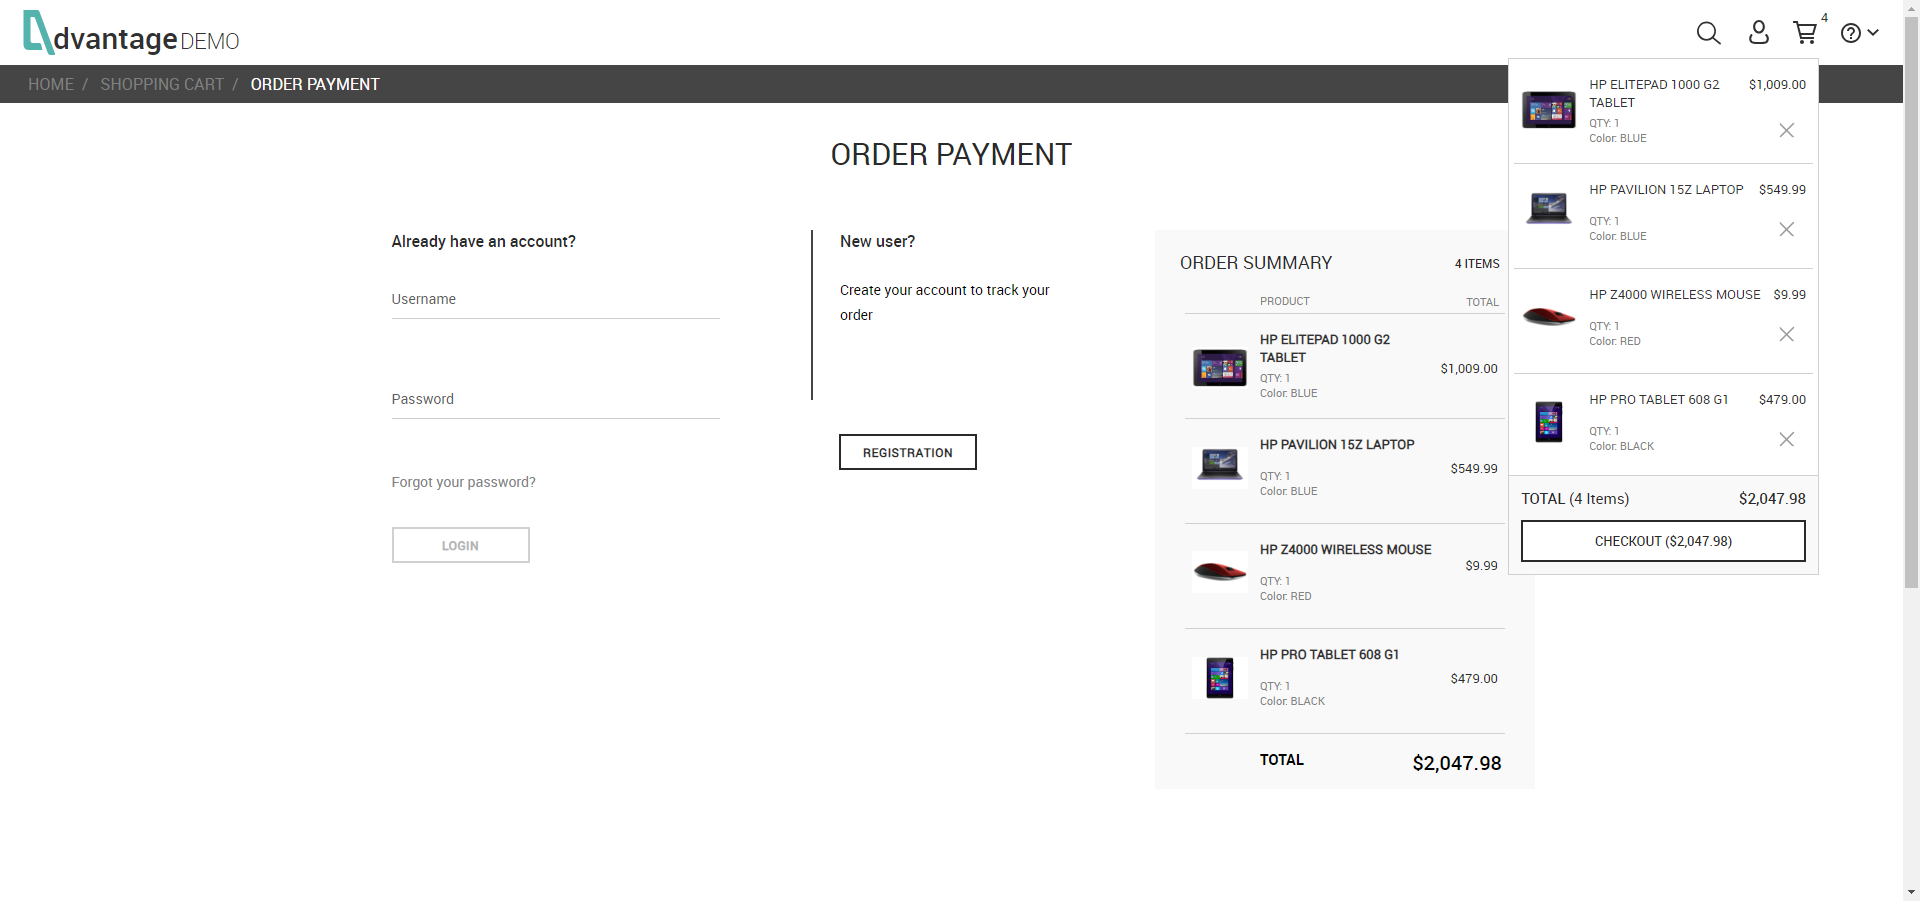 dvantage DEMO
4
HOME / SHOPPING CART / ORDER PAYMENT
ORDER PAYMENT
Already have an account?
Username
Password
Forgot your password?
LOGIN
New user?
Create your account to track your
order
REGISTRATION
ORDER SUMMARY 4 ITEMS
PRODUCT TOTAL
HP ELITEPAD 1000 G2
TABLET
QTY: 1
Color: BLUE
$1,009.00
HP PAVILION 15Z LAPTOP
QTY: 1
Color: BLUE
$549.99
HP Z4000 WIRELESS MOUSE
QTY: 1
Color: RED
$9.99
HP PRO TABLET 608 G1
QTY: 1
Color: BLACK
$479.00
TOTAL $2,047.98
HP ELITEPAD 1000 G2 $1,009.00
TABLET
QTY: 1
Color: BLUE
HP PAVILION 15Z LAPTOP $549.99
QTY: 1
Color: BLUE
HP Z4000 WIRELESS MOUSE $9.99
QTY: 1
Color: RED
HP PRO TABLET 608 G1 $479.00
QTY: 1
Color: BLACK
TOTAL (4 Items) $2,047.98
CHECKOUT ($2,047.98)